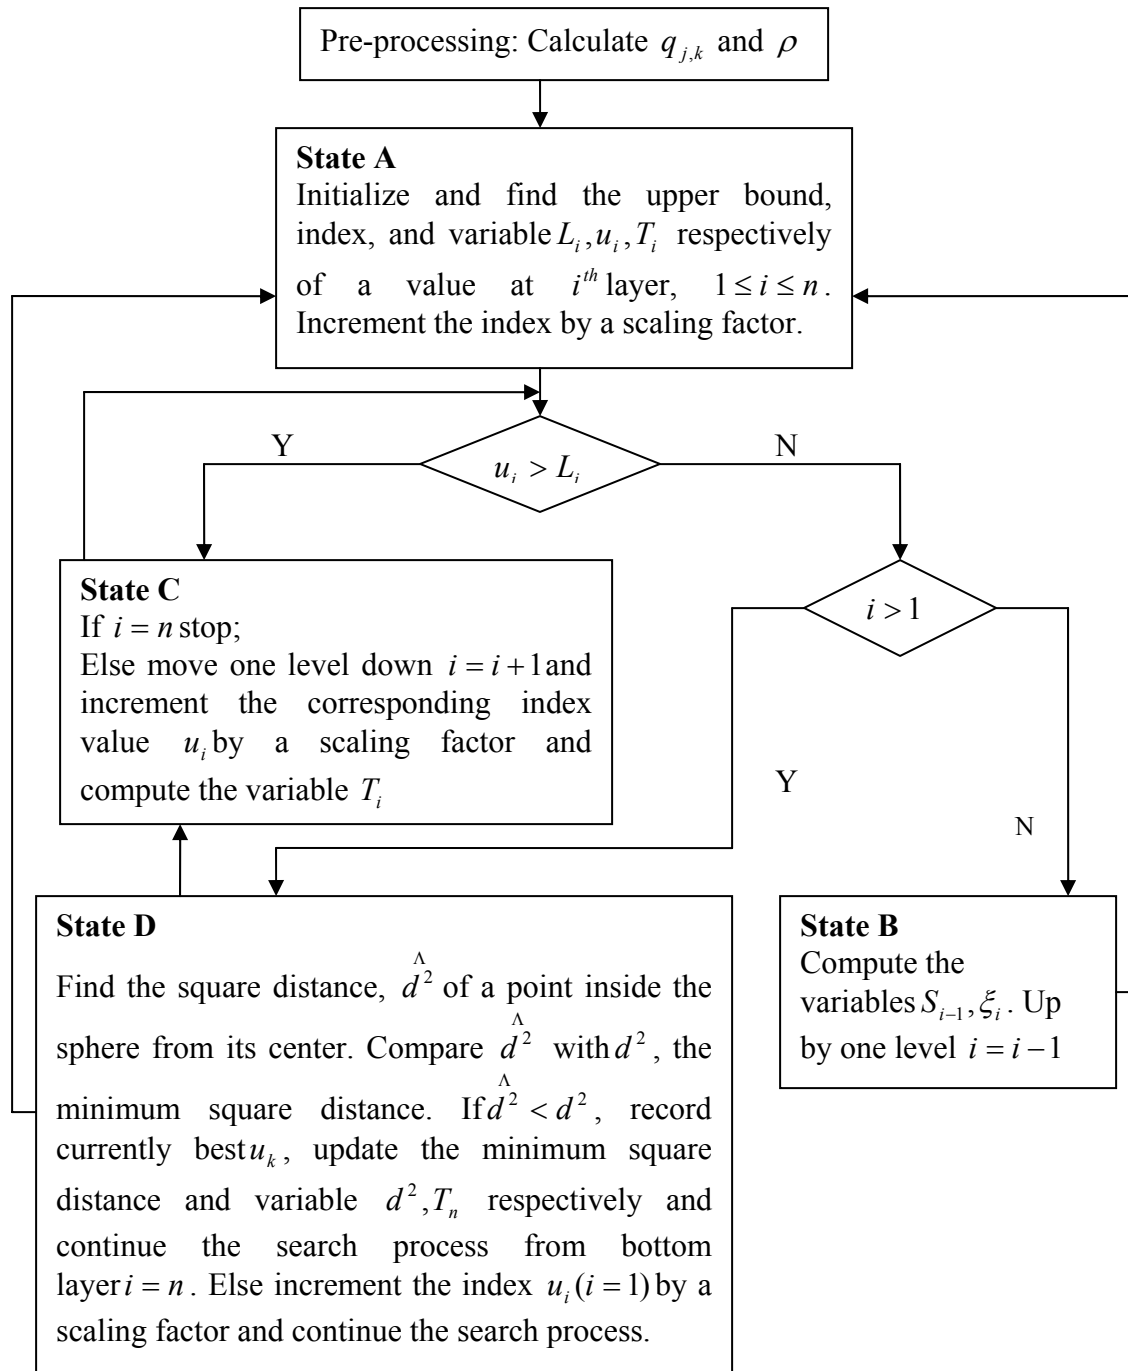 Pre-processing: Calculate q_{j,k} and ρ
State A
Initialize and find the upper bound,
index, and variable L_i, u_i, T_i respectively
of a value at i^{th} layer, 1 ≤ i ≤ n.
Increment the index by a scaling factor.
Y
N
u_i > L_i
State C
If i = n stop;
Else move one level down i = i + 1 and
increment the corresponding index
value u_i by a scaling factor and
compute the variable T_i
i > 1
Y
N
State D
Find the square distance, \hat{d^2} of a point inside the
sphere from its center. Compare \hat{d^2} with d^2, the
minimum square distance. If \hat{d^2} < d^2, record
currently best u_k, update the minimum square
distance and variable d^2, T_n respectively and
continue the search process from bottom
layer i = n. Else increment the index u_i (i = 1) by a
scaling factor and continue the search process.
State B
Compute the
variables S_{i-1}, ξ_i. Up
by one level i = i − 1